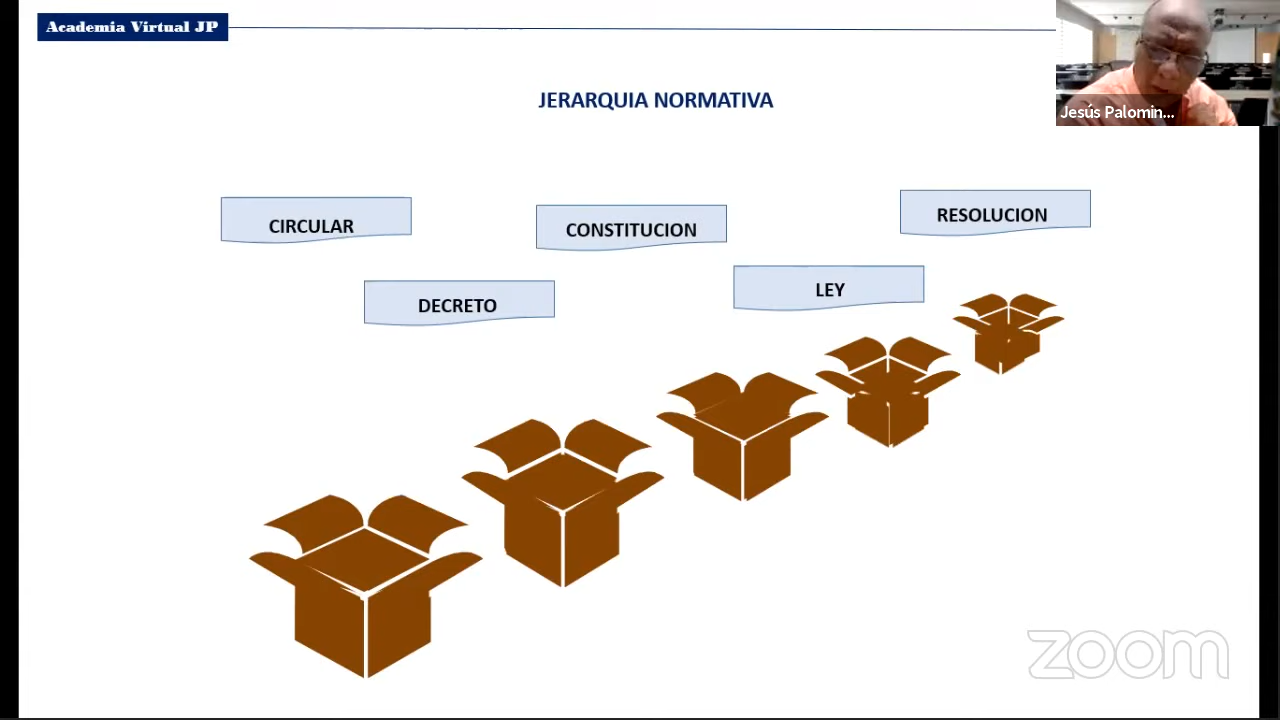 Academia Virtual JP
JERARQUIA NORMATIVA
Jesús Palomin...
CIRCULAR
CONSTITUCION
RESOLUCION
DECRETO
LEY
zoom